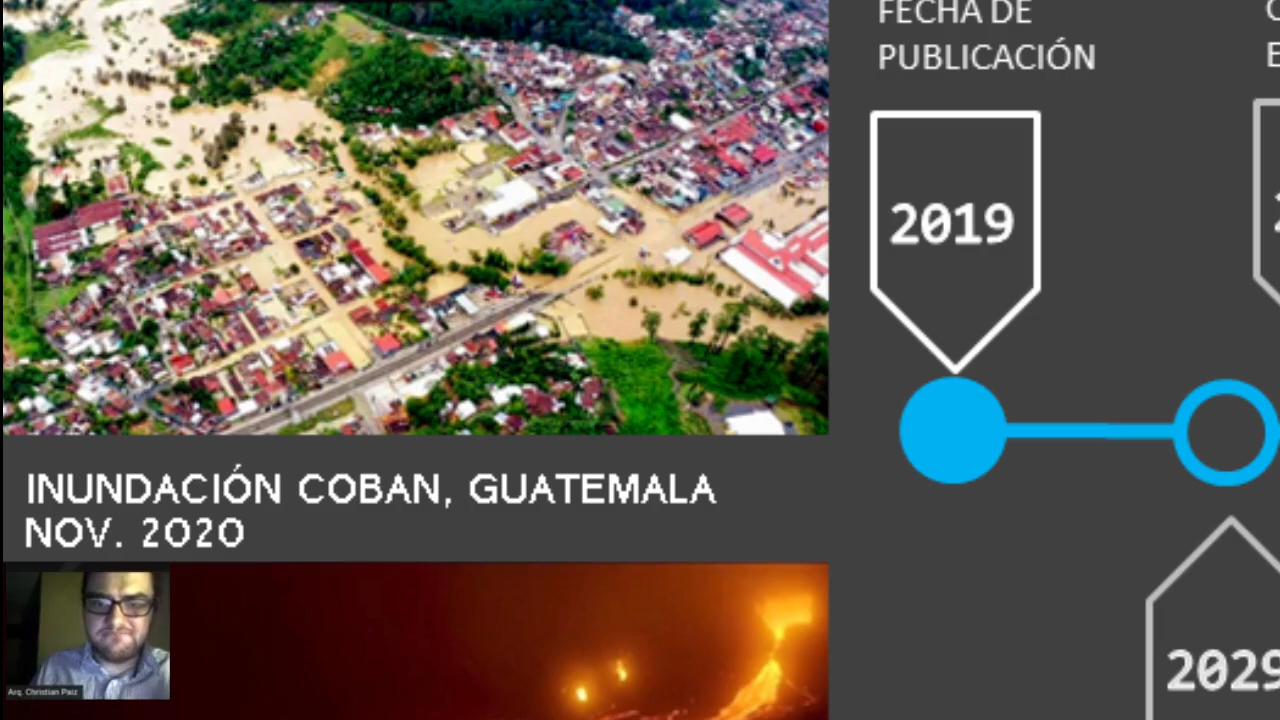 FECHA DE
PUBLICACIÓN
2019
INUNDACIÓN COBAN, GUATEMALA
NOV. 2020
Arq. Christian Paiz
2029